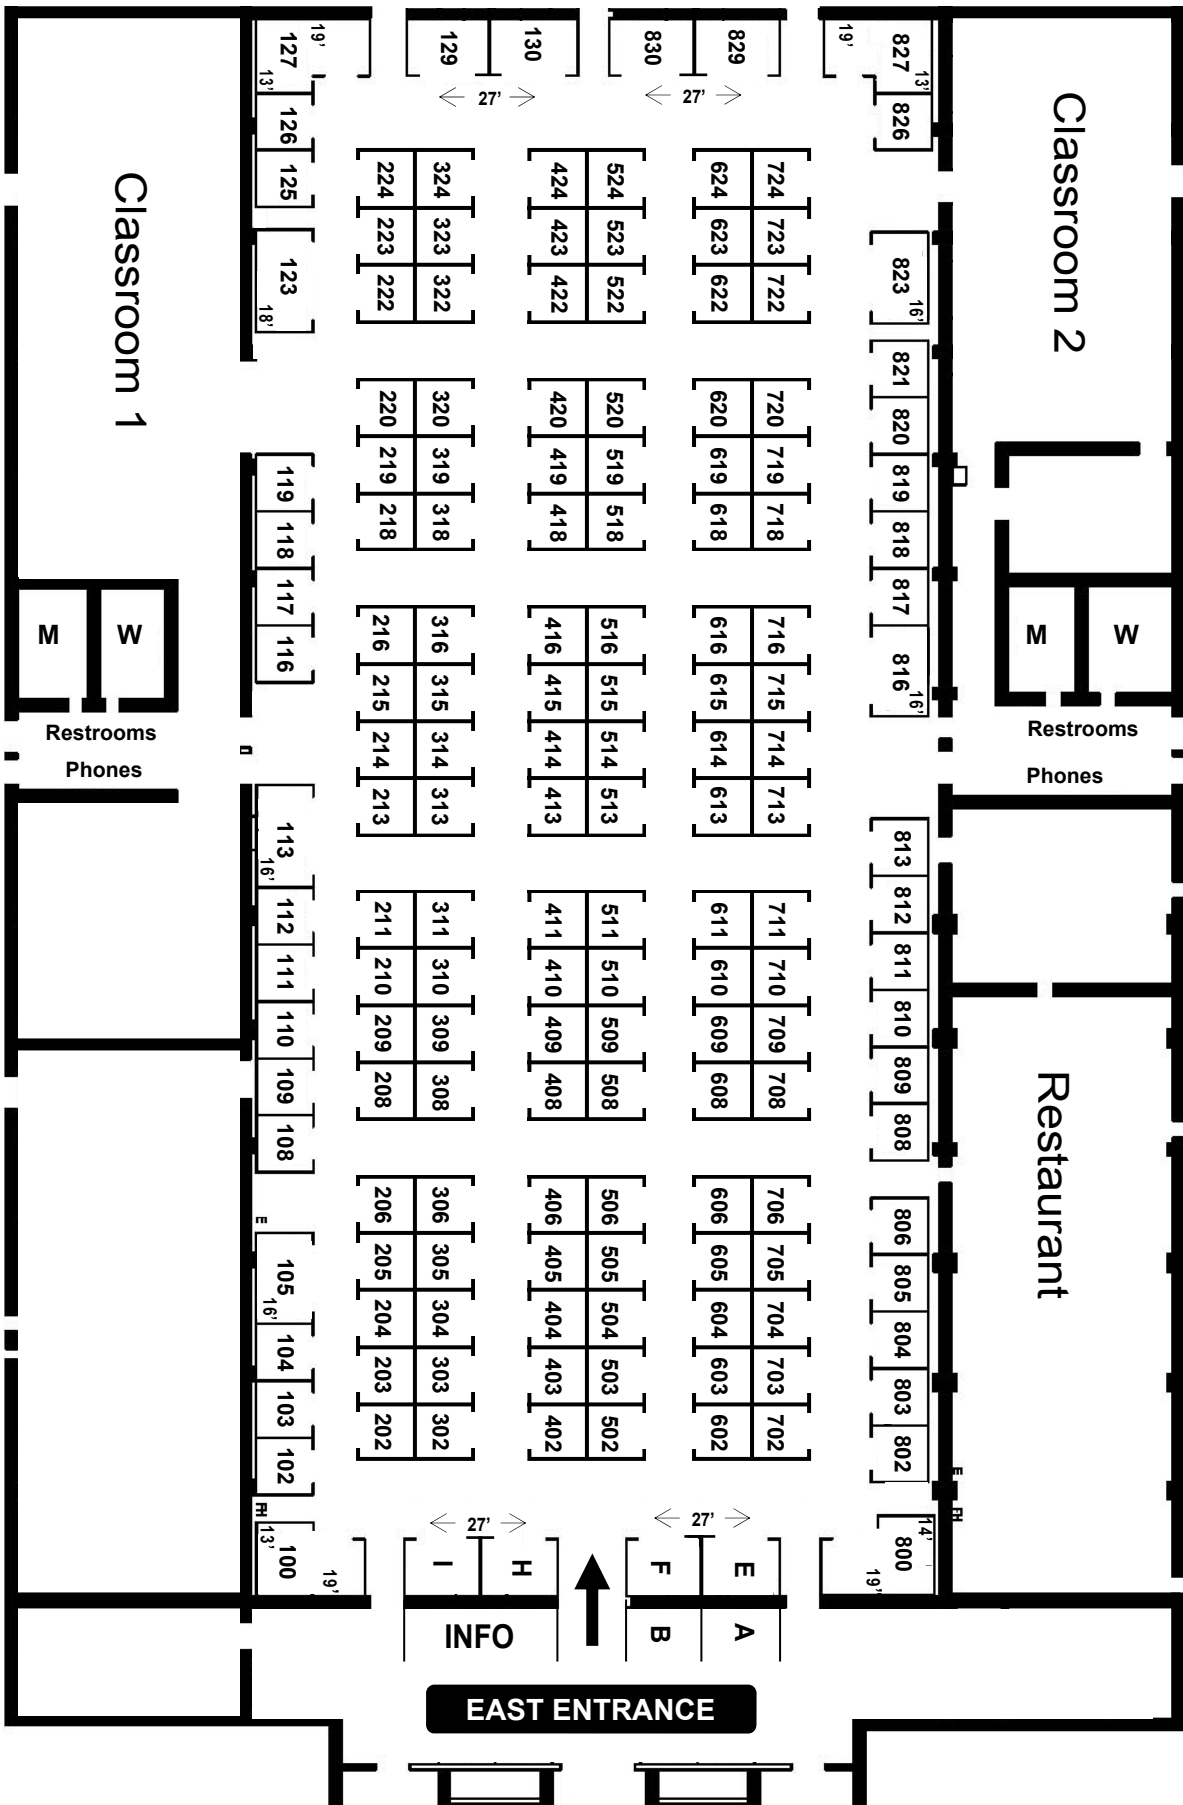 127 19' 13' 129 130 830 829 19' 827 13'
27' 27'
126 826
125 224 324 424 524 624 724
223 323 423 523 623 723
123 18' 222 322 422 522 622 722 823 16'
Classroom 1
Classroom 2
821
220 320 420 520 620 720 820
119 219 319 419 519 619 719 819
118 218 318 418 518 618 718 818
117 817
M W 116 216 316 416 516 616 716 816 16' M W
215 315 415 515 615 715
Restrooms Restrooms
Phones 214 314 414 514 614 714 Phones
213 313 413 513 613 713
113 16' 813
112 211 311 411 511 611 711 812
111 210 310 410 510 610 710 811
110 209 309 409 509 609 709 810
109 208 308 408 508 608 708 809
108 808
Restaurant
E 206 306 406 506 606 706 806
105 16' 205 305 405 505 605 705 805
104 204 304 404 504 604 704 804
103 203 303 403 503 603 703 803
102 202 302 402 502 602 702 802
E
FH FH
27' 27'
100 13' 19' I H F E 19' 800 14'
INFO B A
EAST ENTRANCE